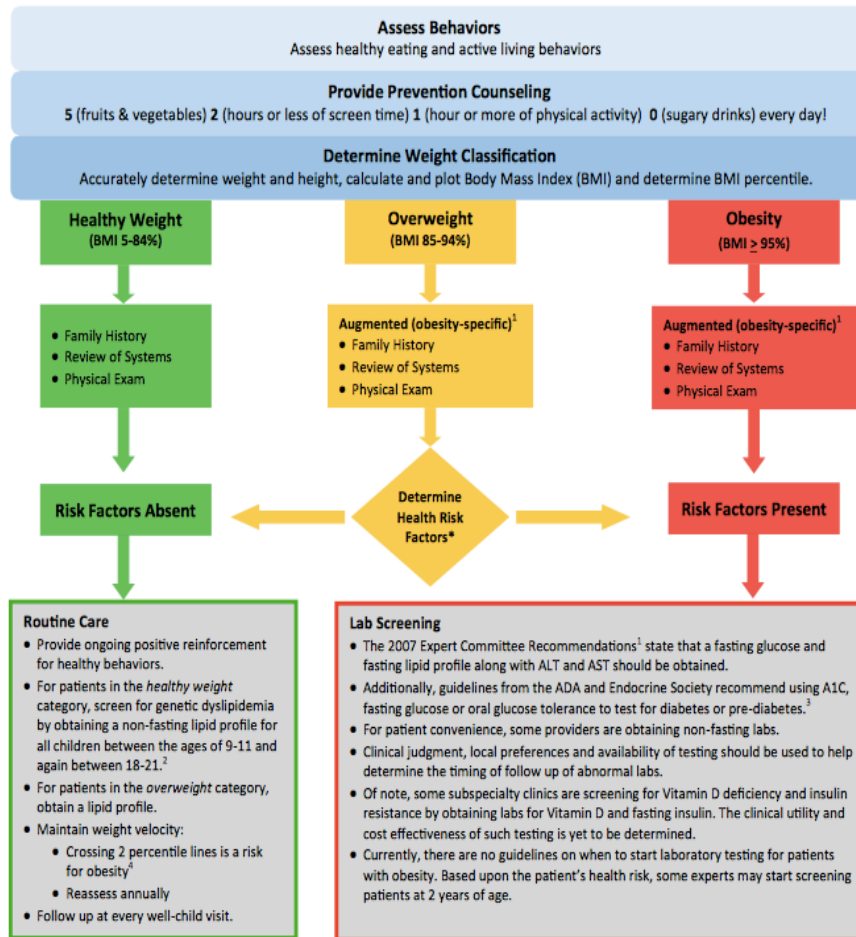 Assess Behaviors
Assess healthy eating and active living behaviors
Provide Prevention Counseling
5 (fruits & vegetables) 2 (hours or less of screen time) 1 (hour or more of physical activity) 0 (sugary drinks) every day!
Determine Weight Classification
Accurately determine weight and height, calculate and plot Body Mass Index (BMI) and determine BMI percentile.
Healthy Weight
(BMI 5-84%)
Overweight
(BMI 85-94%)
Obesity
(BMI ≥ 95%)
• Family History
• Review of Systems
• Physical Exam
Augmented (obesity-specific)¹
• Family History
• Review of Systems
• Physical Exam
Augmented (obesity-specific)¹
• Family History
• Review of Systems
• Physical Exam
Risk Factors Absent
Determine
Health Risk
Factors*
Risk Factors Present
Routine Care
• Provide ongoing positive reinforcement
for healthy behaviors.
• For patients in the healthy weight
category, screen for genetic dyslipidemia
by obtaining a non-fasting lipid profile for
all children between the ages of 9-11 and
again between 18-21.²
• For patients in the overweight category,
obtain a lipid profile.
• Maintain weight velocity:
• Crossing 2 percentile lines is a risk
for obesity⁴
• Reassess annually
• Follow up at every well-child visit.
Lab Screening
• The 2007 Expert Committee Recommendations¹ state that a fasting glucose and
fasting lipid profile along with ALT and AST should be obtained.
• Additionally, guidelines from the ADA and Endocrine Society recommend using A1C,
fasting glucose or oral glucose tolerance to test for diabetes or pre-diabetes.³
• For patient convenience, some providers are obtaining non-fasting labs.
• Clinical judgment, local preferences and availability of testing should be used to help
determine the timing of follow up of abnormal labs.
• Of note, some subspecialty clinics are screening for Vitamin D deficiency and insulin
resistance by obtaining labs for Vitamin D and fasting insulin. The clinical utility and
cost effectiveness of such testing is yet to be determined.
• Currently, there are no guidelines on when to start laboratory testing for patients
with obesity. Based upon the patient's health risk, some experts may start screening
patients at 2 years of age.